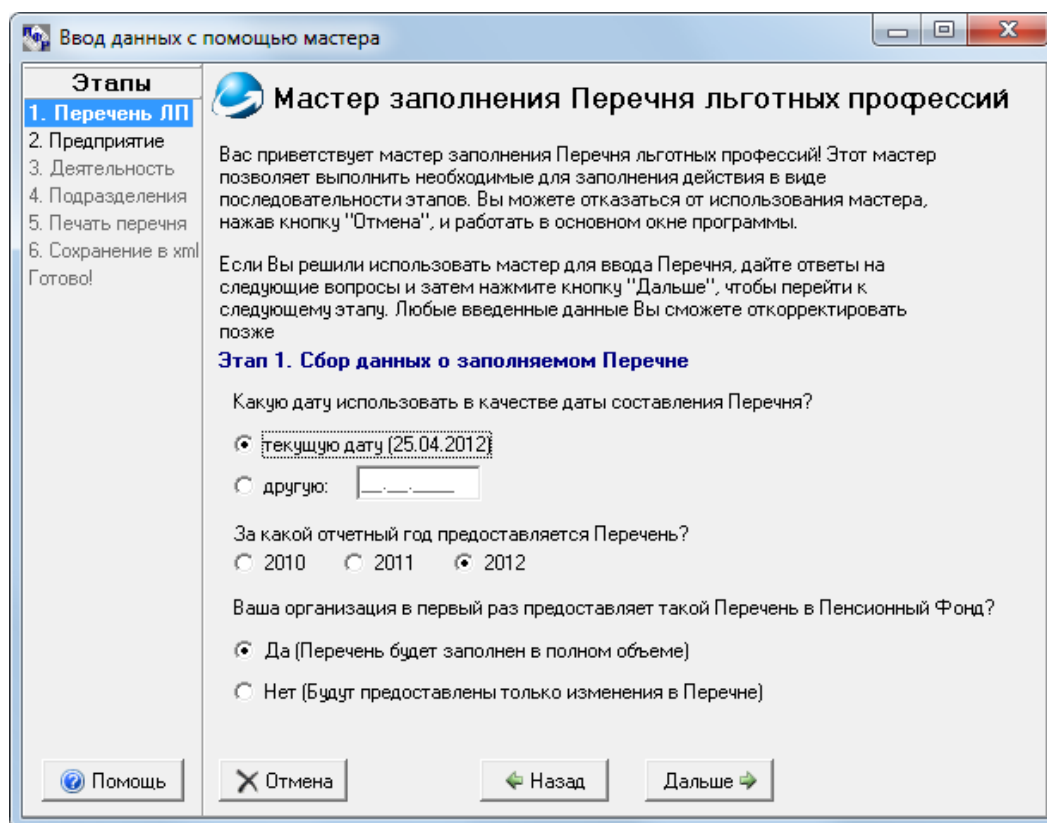 Ввод данных с помощью мастера
Этапы
1. Перечень ЛП
2. Предприятие
3. Деятельность
4. Подразделения
5. Печать перечня
6. Сохранение в xml
Готово!
Мастер заполнения Перечня льготных профессий
Вас приветствует мастер заполнения Перечня льготных профессий! Этот мастер
позволяет выполнить необходимые для заполнения действия в виде
последовательности этапов. Вы можете отказаться от использования мастера,
нажав кнопку "Отмена", и работать в основном окне программы.
Если Вы решили использовать мастер для ввода Перечня, дайте ответы на
следующие вопросы и затем нажмите кнопку "Дальше", чтобы перейти к
следующему этапу. Любые введенные данные Вы сможете откорректировать
позже
Этап 1. Сбор данных о заполняемом Перечне
Какую дату использовать в качестве даты составления Перечня?
текущую дату (25.04.2012)
другую: __.__.____
За какой отчетный год предоставляется Перечень?
2010 2011 2012
Ваша организация в первый раз предоставляет такой Перечень в Пенсионный Фонд?
Да (Перечень будет заполнен в полном объеме)
Нет (Будут предоставлены только изменения в Перечне)
Помощь Отмена Назад Дальше